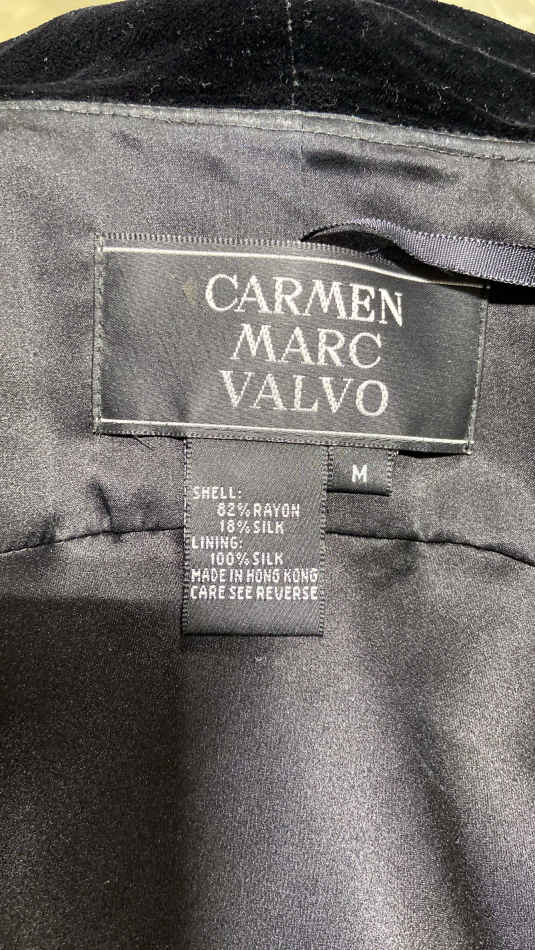 CARMEN
MARC
VALVO
M
SHELL:
82% RAYON
18% SILK
LINING:
100% SILK
MADE IN HONG KONG
CARE SEE REVERSE